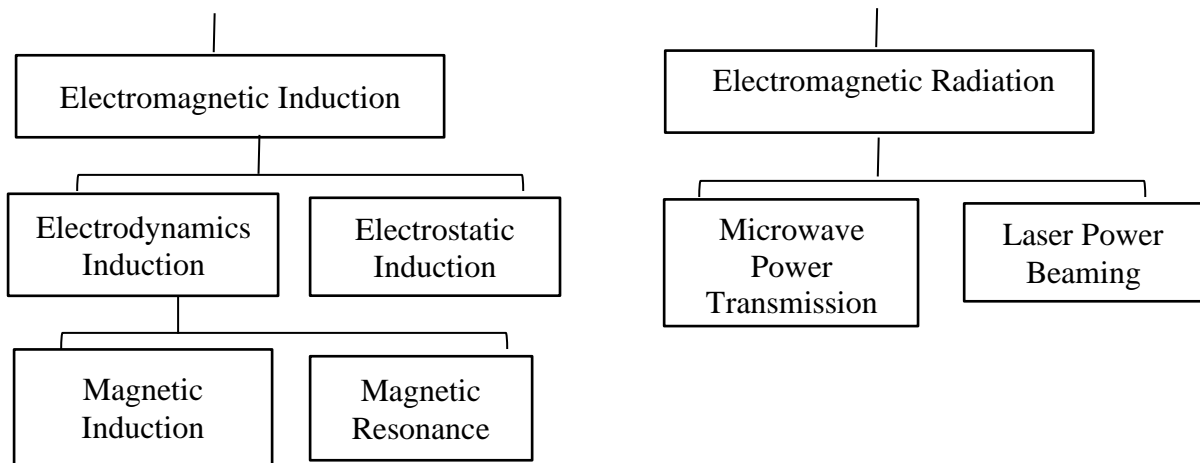 Electromagnetic Induction
Electromagnetic Radiation
Electrodynamics
Induction
Electrostatic
Induction
Microwave
Power
Transmission
Laser Power
Beaming
Magnetic
Induction
Magnetic
Resonance